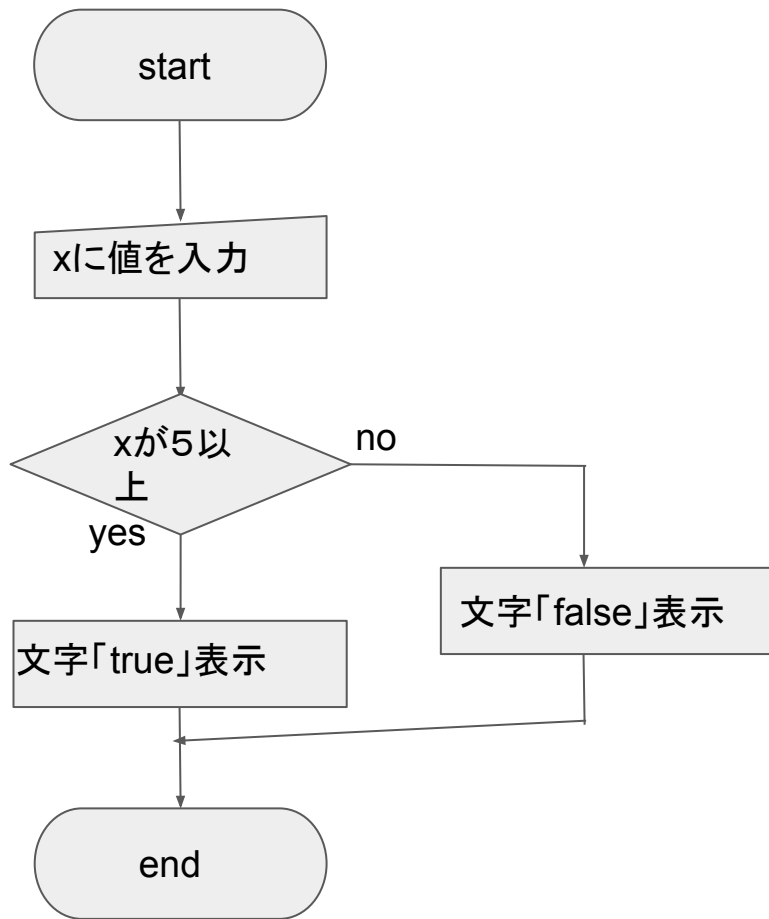 start
xに値を入力
xが５以
上
no
yes
文字「false」表示
文字「true」表示
end